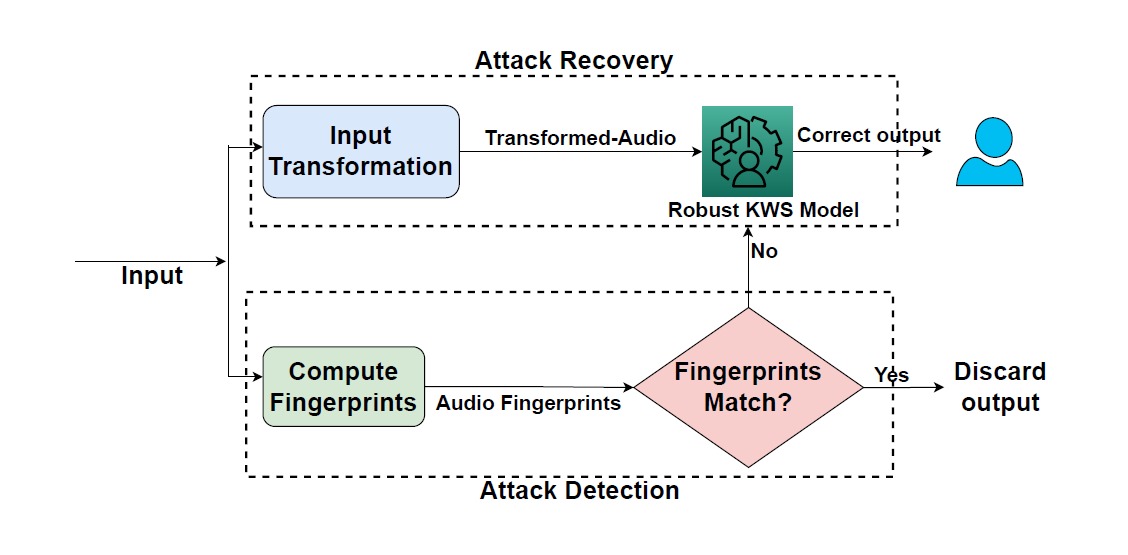 Attack Recovery
Input
Transformation
Transformed-Audio
Correct output
Robust KWS Model
No
Input
Compute
Fingerprints
Audio Fingerprints
Fingerprints
Match?
Yes
Discard
output
Attack Detection